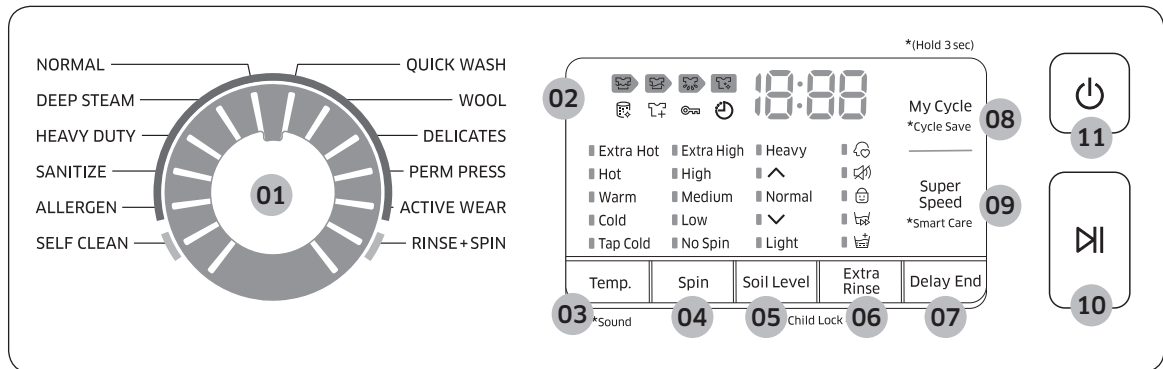 *(Hold 3 sec)
NORMAL
DEEP STEAM
HEAVY DUTY
SANITIZE
ALLERGEN
SELF CLEAN
QUICK WASH
WOOL
DELICATES
PERM PRESS
ACTIVE WEAR
RINSE+SPIN
01
02
18:88
Extra Hot
Hot
Warm
Cold
Tap Cold
Extra High
High
Medium
Low
No Spin
Heavy
Normal
Light
My Cycle
*Cycle Save
08
Super
Speed
*Smart Care
09
Temp.
Spin
Soil Level
Extra
Rinse
Delay End
03
*Sound
04
05
Child Lock
06
07
11
10